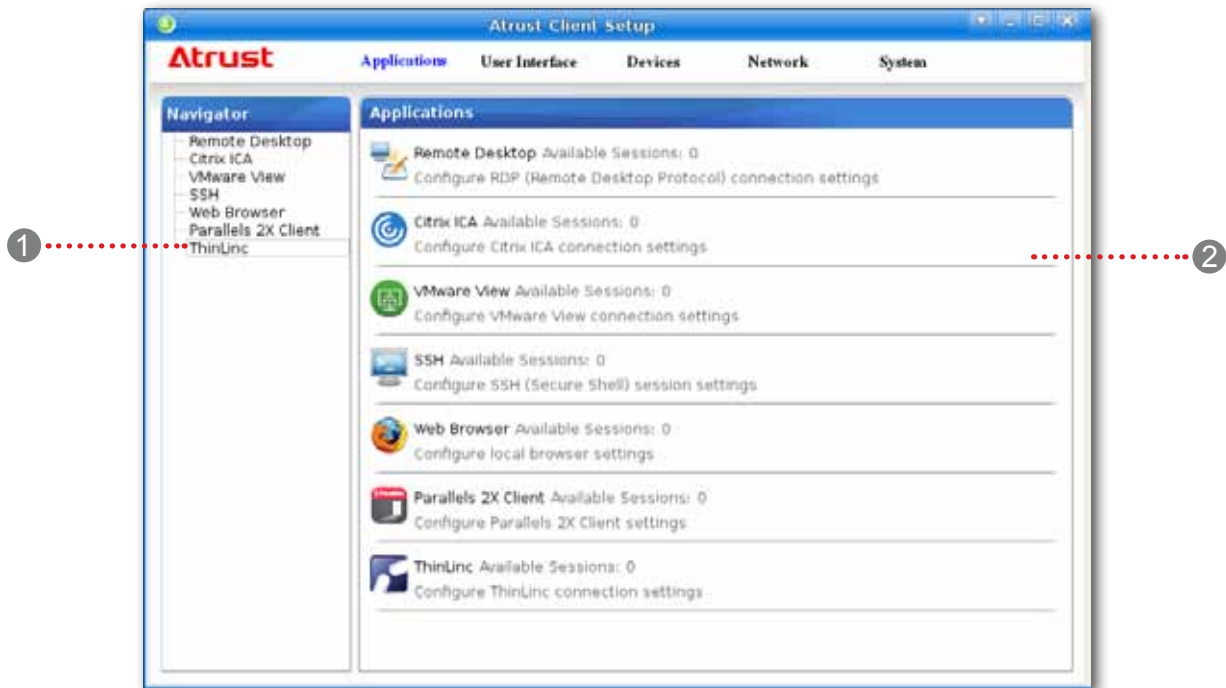 Atrust Client Setup
Atrust
Applications User Interface Devices Network System
Navigator
Remote Desktop
Citrix ICA
VMware View
SSH
Web Browser
Parallels 2X Client
ThinLinc
Applications
Remote Desktop Available Sessions: 0
Configure RDP (Remote Desktop Protocol) connection settings
Citrix ICA Available Sessions: 0
Configure Citrix ICA connection settings
VMware View Available Sessions: 0
Configure VMware View connection settings
SSH Available Sessions: 0
Configure SSH (Secure Shell) session settings
Web Browser Available Sessions: 0
Configure local browser settings
Parallels 2X Client Available Sessions: 0
Configure Parallels 2X Client settings
ThinLinc Available Sessions: 0
Configure ThinLinc connection settings
1
2